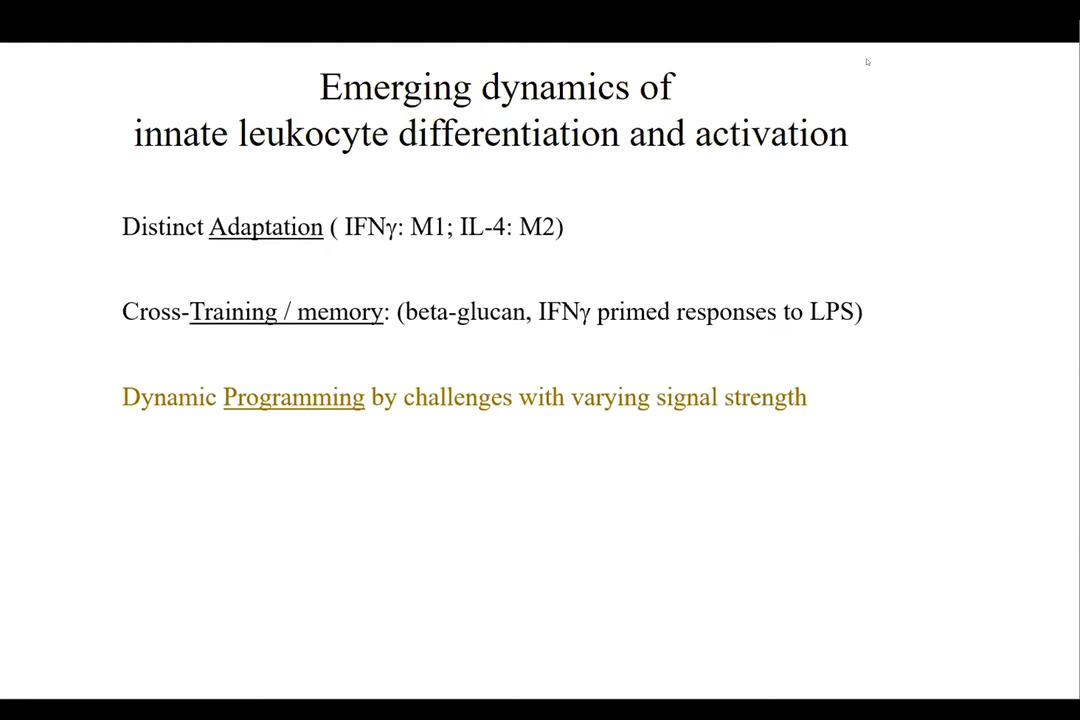 Emerging dynamics of
innate leukocyte differentiation and activation
Distinct Adaptation ( IFNγ: M1; IL-4: M2)
Cross-Training / memory: (beta-glucan, IFNγ primed responses to LPS)
Dynamic Programming by challenges with varying signal strength